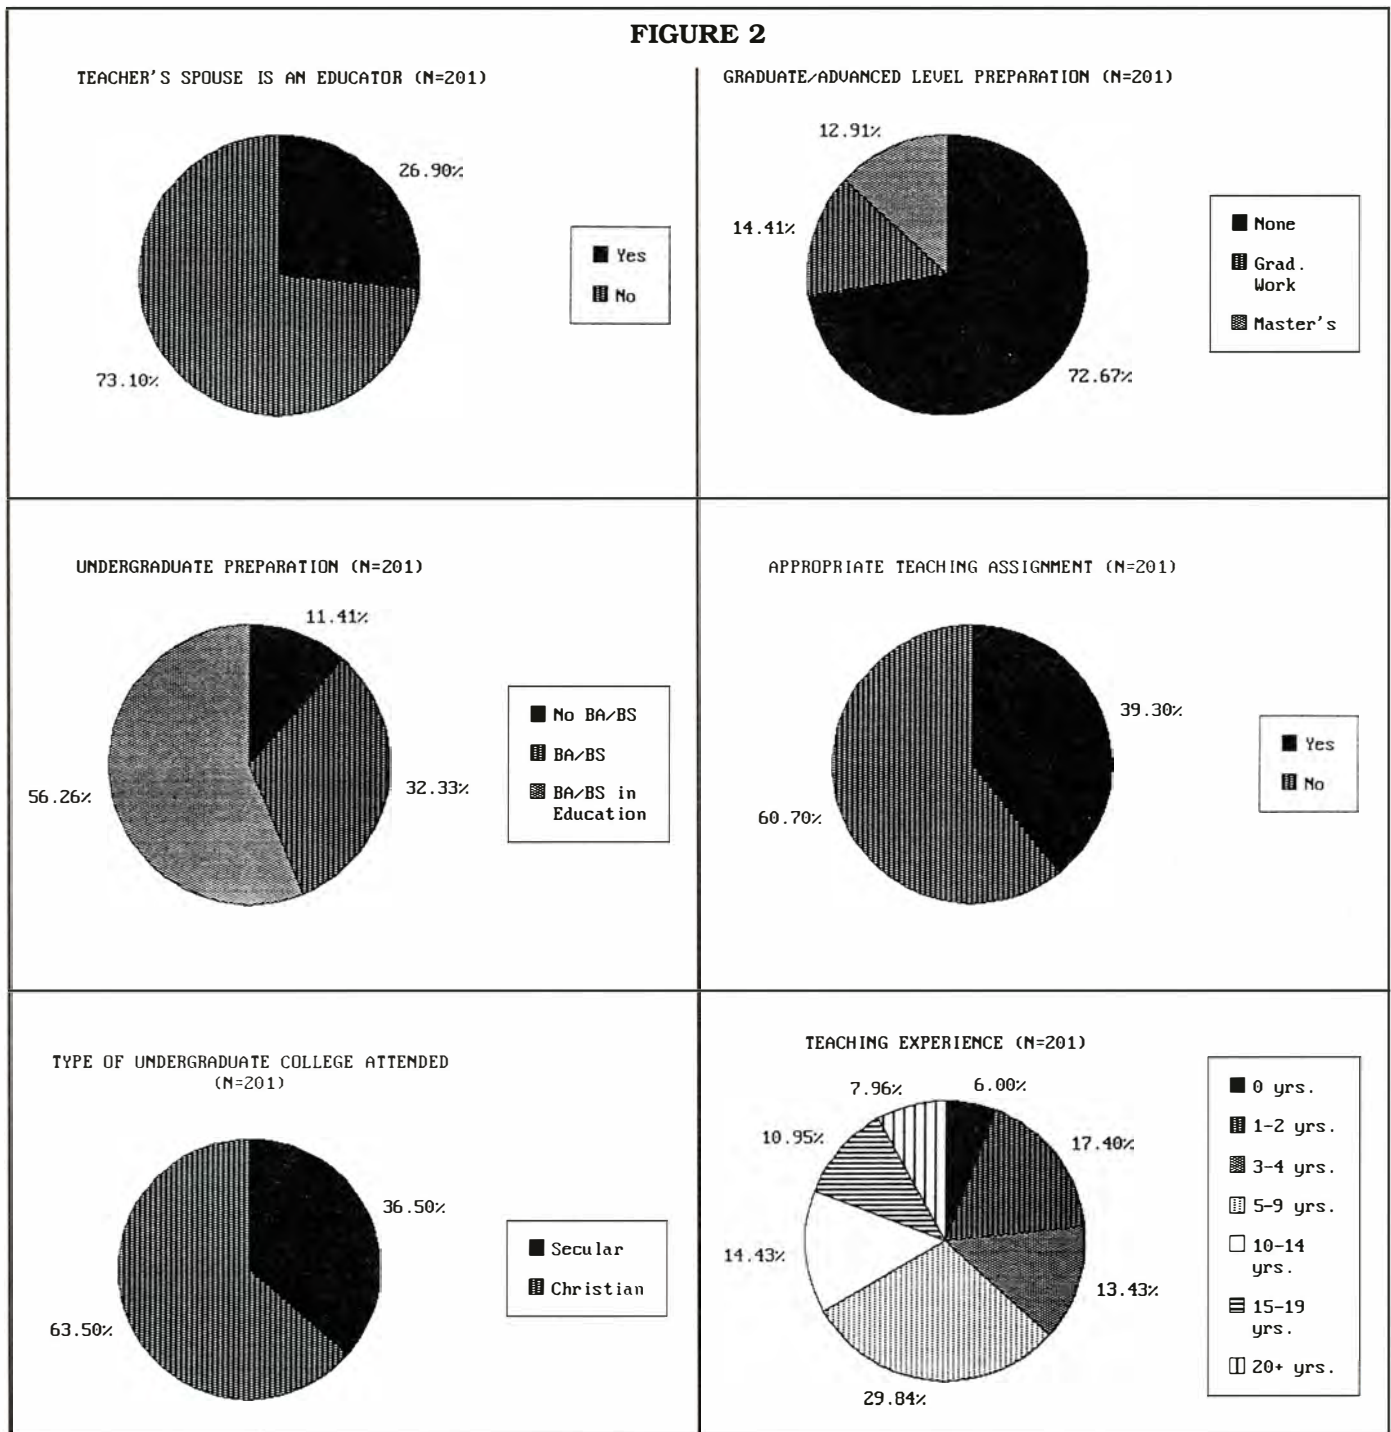 FIGURE 2
TEACHER'S SPOUSE IS AN EDUCATOR (N=201)
26.90%
73.10%
Yes
No
GRADUATE/ADVANCED LEVEL PREPARATION (N=201)
12.91%
14.41%
72.67%
None
Grad.
Work
Master's
UNDERGRADUATE PREPARATION (N=201)
11.41%
32.33%
56.26%
No BA/BS
BA/BS
BA/BS in
Education
APPROPRIATE TEACHING ASSIGNMENT (N=201)
39.30%
60.70%
Yes
No
TYPE OF UNDERGRADUATE COLLEGE ATTENDED
(N=201)
36.50%
63.50%
Secular
Christian
TEACHING EXPERIENCE (N=201)
7.96%
6.00%
10.95%
17.40%
14.43%
13.43%
29.84%
0 yrs.
1-2 yrs.
3-4 yrs.
5-9 yrs.
10-14
yrs.
15-19
yrs.
20+ yrs.